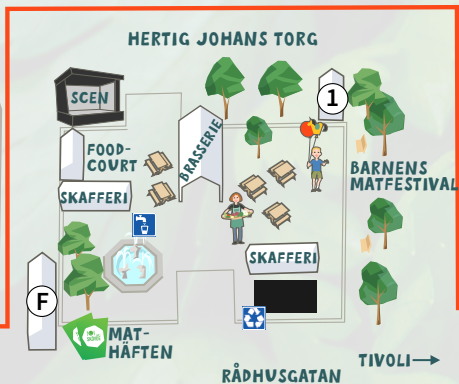 HERTIG JOHANS TORG
SCEN
1
BRASSERIE
FOOD-
COURT
BARNENS
MATFESTIVAL
SKAFFERI
SKAFFERI
F
MAT-
HÄFTEN
TIVOLI
RÅDHUSGATAN